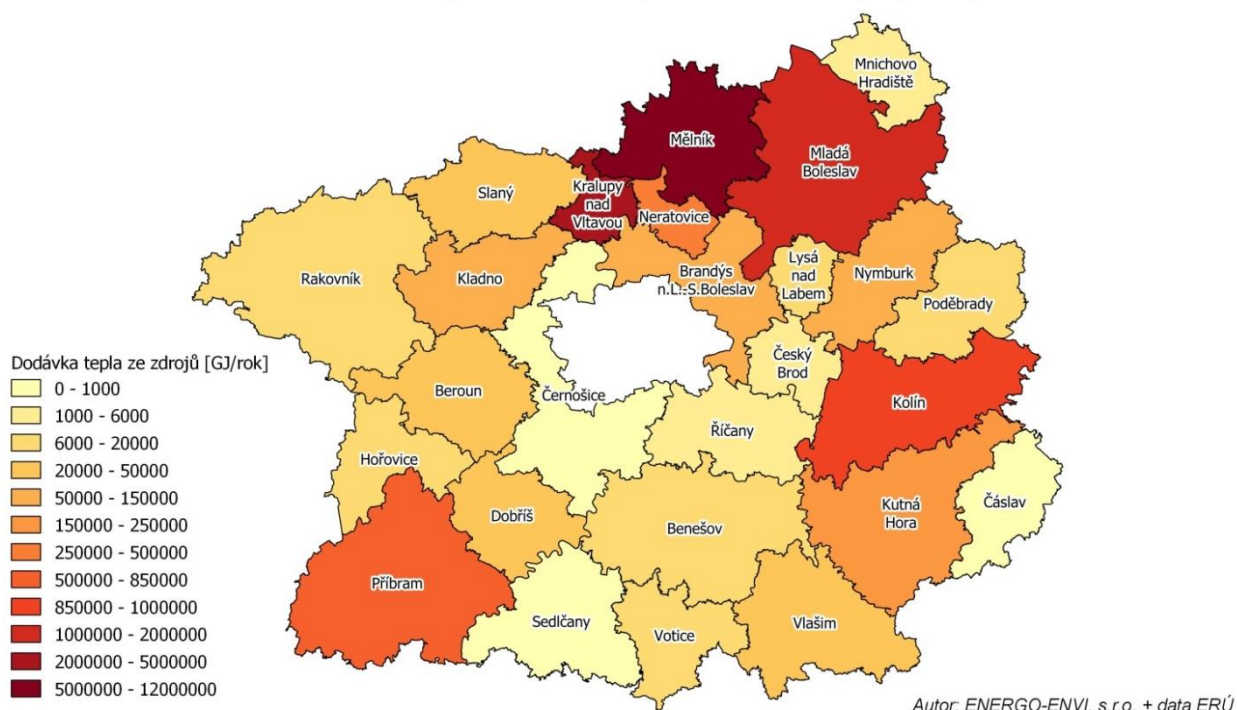 Mnichovo
Hradiště
Mělník
Mladá
Boleslav
Slaný
Kralupy
nad
Vltavou
Neratovice
Rakovník
Kladno
Brandýs
n.L.-S.Boleslav
Lysá
nad
Labem
Nymburk
Poděbrady
Český
Brod
Beroun
Černošice
Kolín
Říčany
Hořovice
Dobříš
Benešov
Kutná
Hora
Čáslav
Příbram
Sedlčany
Votice
Vlašim
Dodávka tepla ze zdrojů [GJ/rok]
0 - 1000
1000 - 6000
6000 - 20000
20000 - 50000
50000 - 150000
150000 - 250000
250000 - 500000
500000 - 850000
850000 - 1000000
1000000 - 2000000
2000000 - 5000000
5000000 - 12000000
Autor: ENERGO-ENVI, s.r.o. + data ERÚ